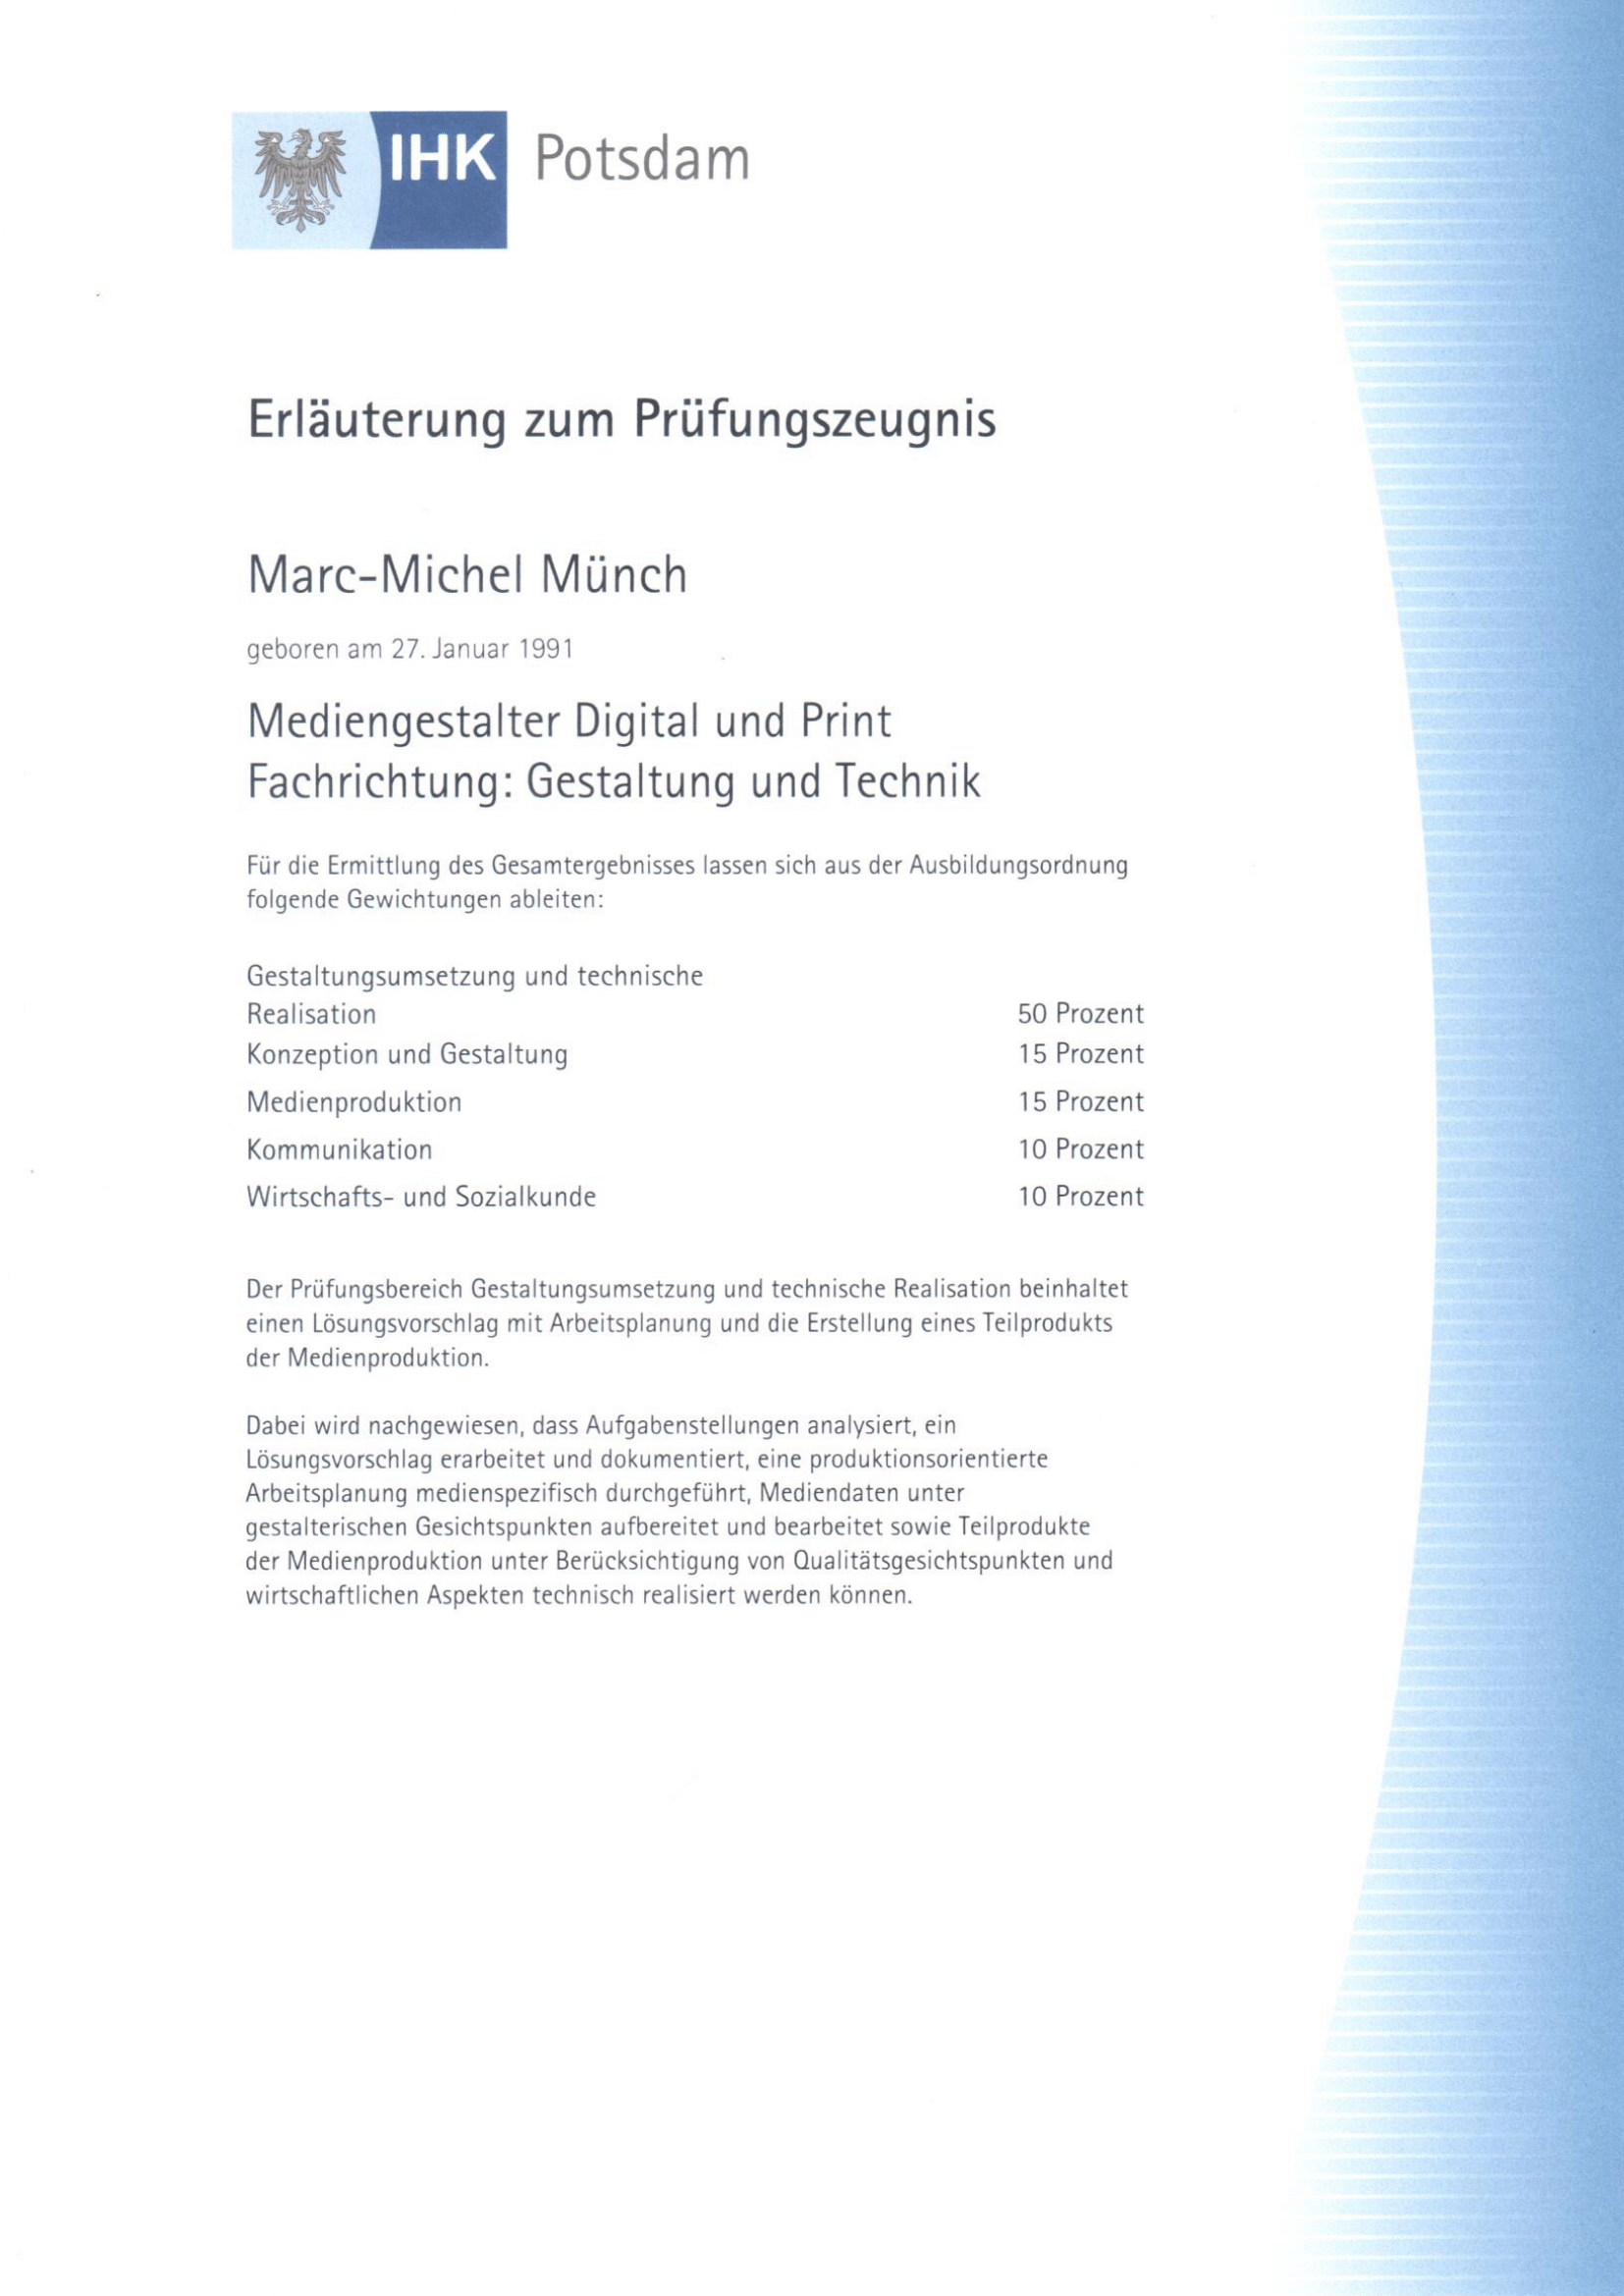 IHK Potsdam
Erläuterung zum Prüfungszeugnis
Marc-Michel Münch
geboren am 27. Januar 1991
Mediengestalter Digital und Print
Fachrichtung: Gestaltung und Technik
Für die Ermittlung des Gesamtergebnisses lassen sich aus der Ausbildungsordnung
folgende Gewichtungen ableiten:
Gestaltungsumsetzung und technische
Realisation 50 Prozent
Konzeption und Gestaltung 15 Prozent
Medienproduktion 15 Prozent
Kommunikation 10 Prozent
Wirtschafts- und Sozialkunde 10 Prozent
Der Prüfungsbereich Gestaltungsumsetzung und technische Realisation beinhaltet
einen Lösungsvorschlag mit Arbeitsplanung und die Erstellung eines Teilprodukts
der Medienproduktion.
Dabei wird nachgewiesen, dass Aufgabenstellungen analysiert, ein
Lösungsvorschlag erarbeitet und dokumentiert, eine produktionsorientierte
Arbeitsplanung medienspezifisch durchgeführt, Mediendaten unter
gestalterischen Gesichtspunkten aufbereitet und bearbeitet sowie Teilprodukte
der Medienproduktion unter Berücksichtigung von Qualitätsgesichtspunkten und
wirtschaftlichen Aspekten technisch realisiert werden können.